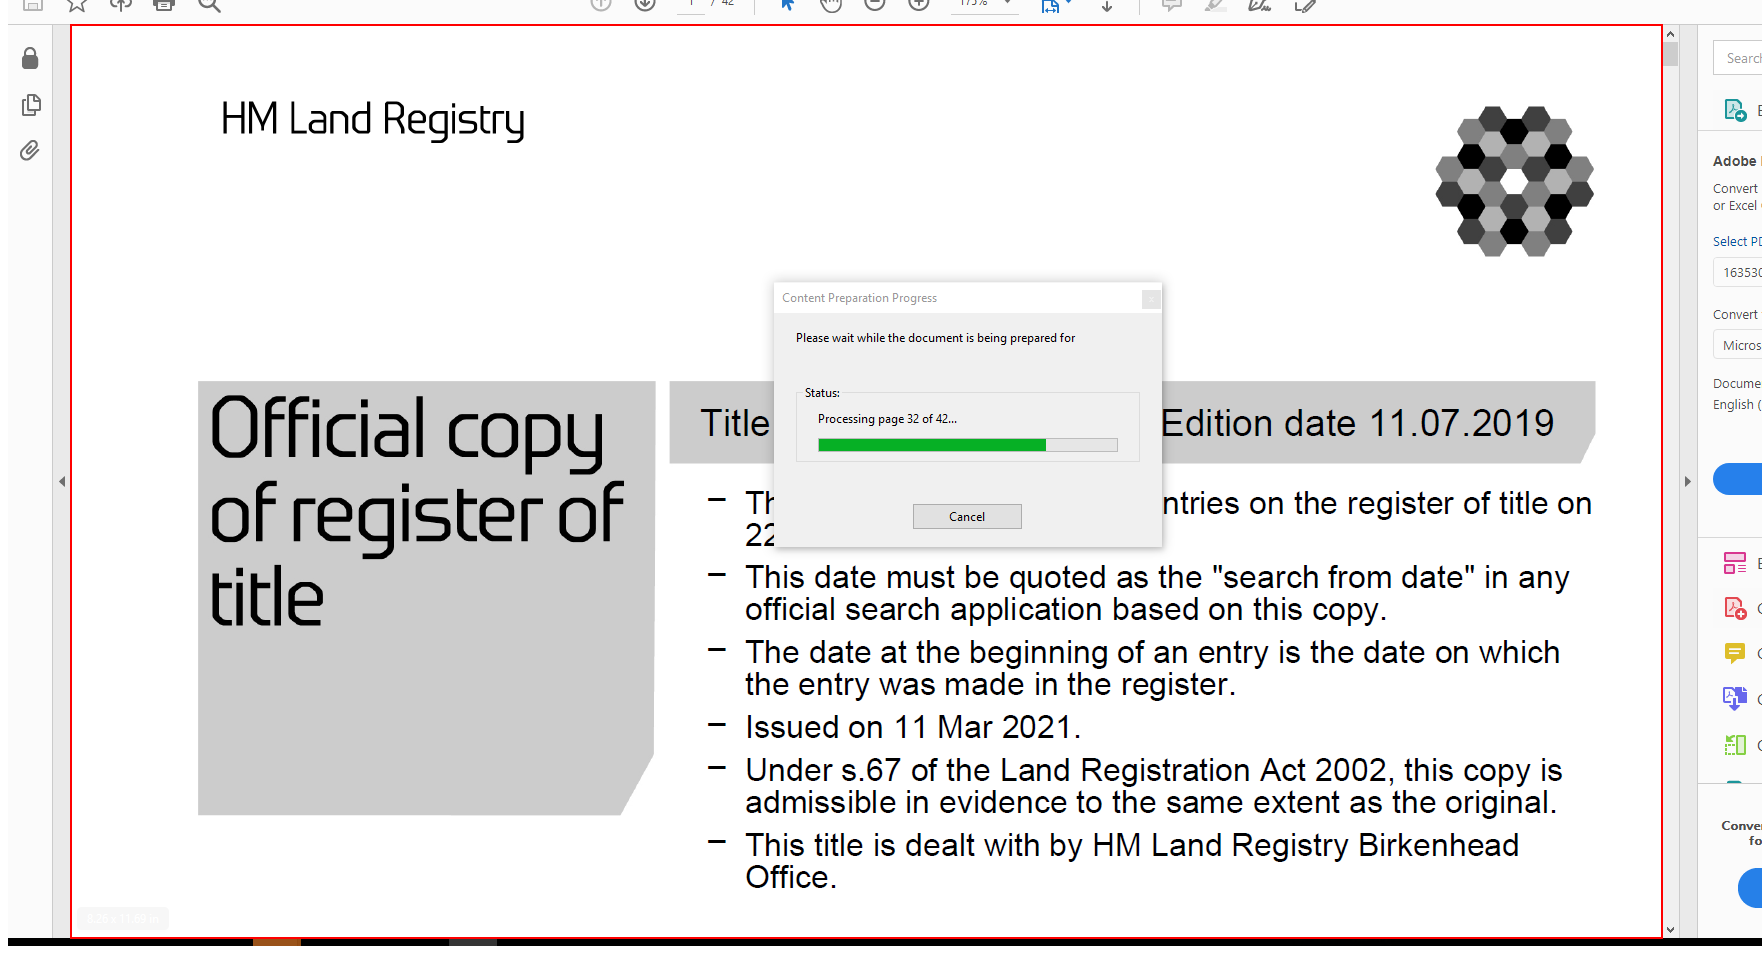 1 / 42
175%
Search
HM Land Registry
Adobe
Convert
or Excel
Select PD
163530
Convert
Micros
Docume
English (
Content Preparation Progress
Please wait while the document is being prepared for
Status:
Processing page 32 of 42...
Cancel
Official copy
of register of
title
Title
Edition date 11.07.2019
– Th
ntries on the register of title on
22
– This date must be quoted as the "search from date" in any
official search application based on this copy.
– The date at the beginning of an entry is the date on which
the entry was made in the register.
– Issued on 11 Mar 2021.
– Under s.67 of the Land Registration Act 2002, this copy is
admissible in evidence to the same extent as the original.
– This title is dealt with by HM Land Registry Birkenhead
Office.
Conver
fo
8.26 x 11.69 in